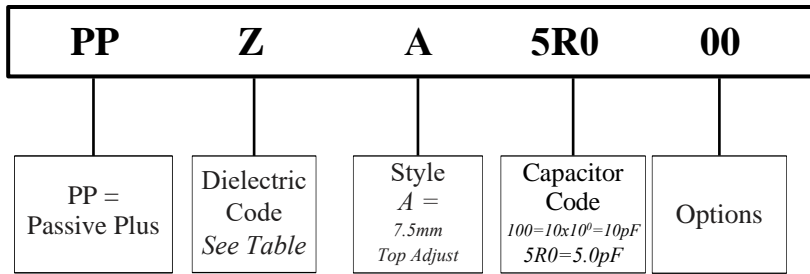 PP Z A 5R0 00
PP =
Passive Plus
Dielectric
Code
See Table
Style
A =
7.5mm
Top Adjust
Capacitor
Code
100=10x10⁰=10pF
5R0=5.0pF
Options